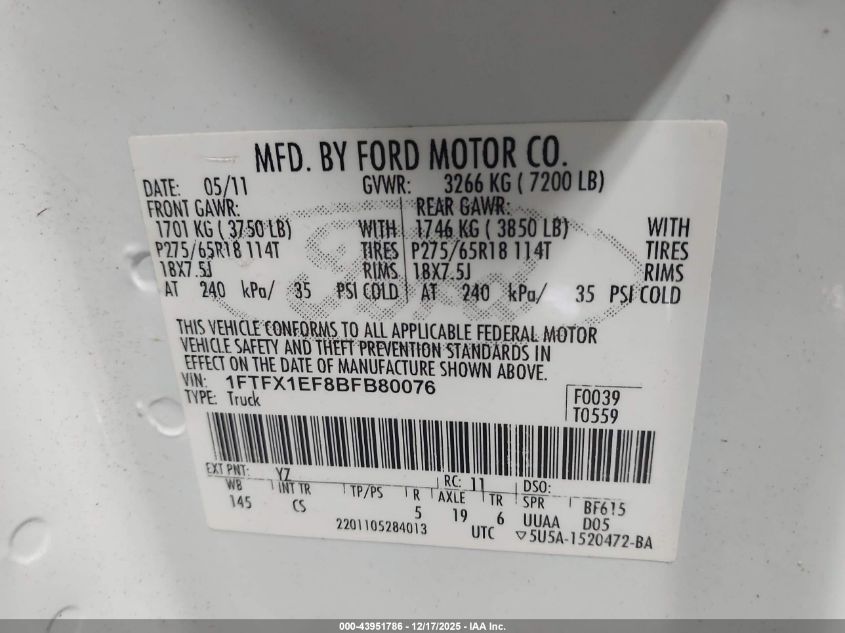 MFD. BY FORD MOTOR CO.
DATE: 05/11 GVWR: 3266 KG ( 7200 LB)
FRONT GAWR: REAR GAWR:
1701 KG ( 3750 LB) WITH 1746 KG ( 3850 LB) WITH
P275/65R18 114T TIRES P275/65R18 114T TIRES
18X7.5J RIMS 18X7.5J RIMS
AT 240 kPa/ 35 PSI COLD AT 240 kPa/ 35 PSI COLD
THIS VEHICLE CONFORMS TO ALL APPLICABLE FEDERAL MOTOR
VEHICLE SAFETY AND THEFT PREVENTION STANDARDS IN
EFFECT ON THE DATE OF MANUFACTURE SHOWN ABOVE.
VIN: 1FTFX1EF8BFB80076 F0039
TYPE: Truck T0559
EXT PNT: YZ RC: 11 DSO:
WB INT TR TP/PS R AXLE TR SPR BF615
145 CS 5 19 6 UUAA D05
2201105284013 UTC ▽5U5A-1520472-BA
Ford
000-43951786 - 12/17/2025 - IAA Inc.